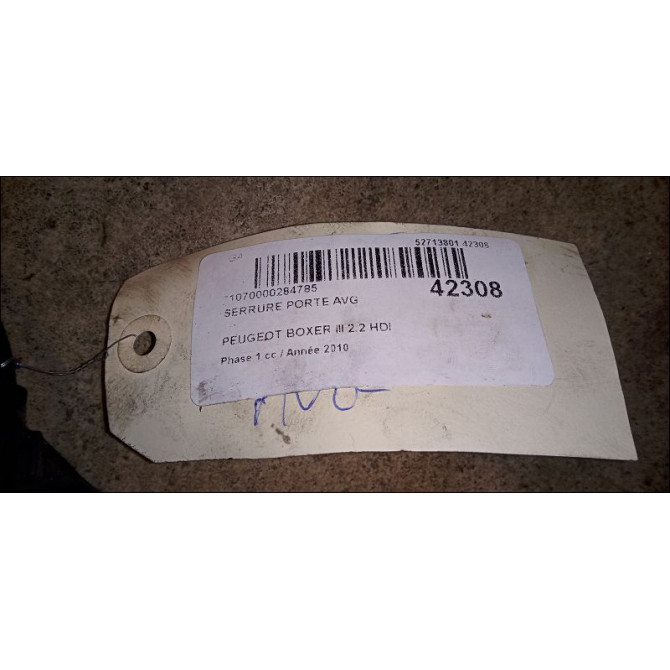 52713801 42308
11070000284785
42308
SERRURE PORTE AVG
PEUGEOT BOXER III 2.2 HDI
Phase 1 cc / Année 2010